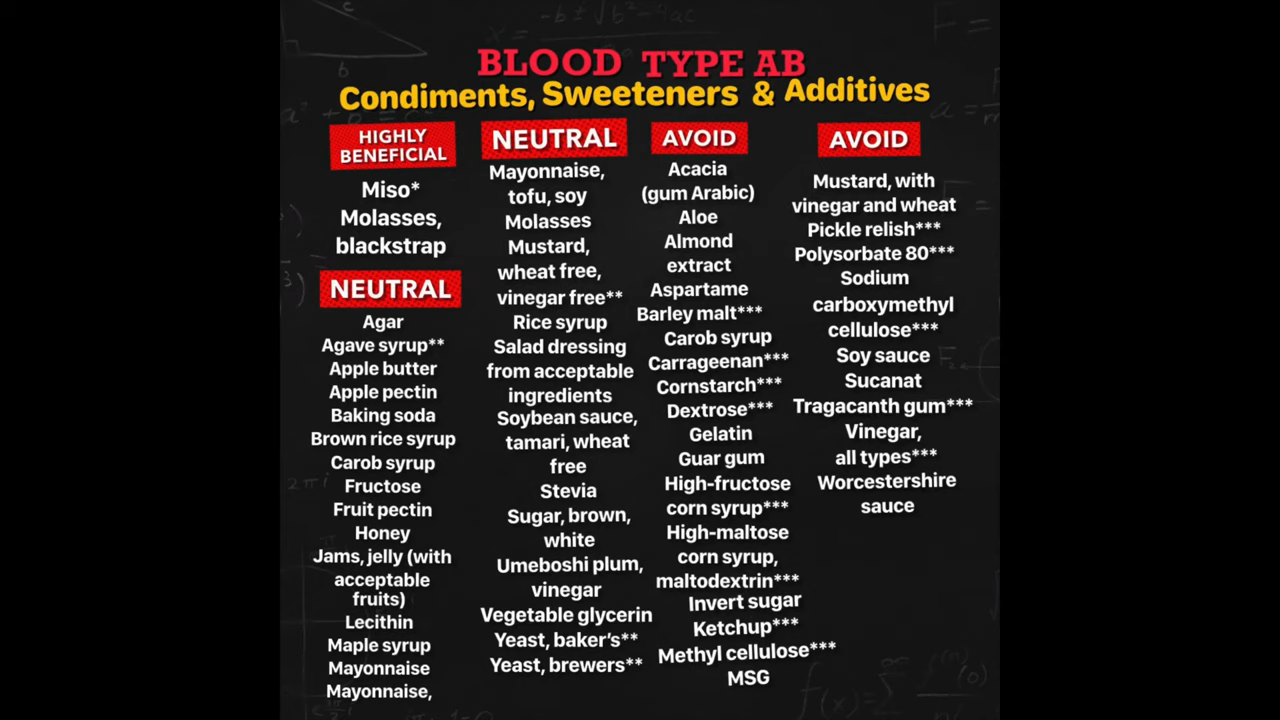 BLOOD TYPE AB
Condiments, Sweeteners & Additives
HIGHLY
BENEFICIAL
Miso*
Molasses,
blackstrap
NEUTRAL
Agar
Agave syrup**
Apple butter
Apple pectin
Baking soda
Brown rice syrup
Carob syrup
Fructose
Fruit pectin
Honey
Jams, jelly (with
acceptable
fruits)
Lecithin
Maple syrup
Mayonnaise
Mayonnaise,
NEUTRAL
Mayonnaise,
tofu, soy
Molasses
Mustard,
wheat free,
vinegar free**
Rice syrup
Salad dressing
from acceptable
ingredients
Soybean sauce,
tamari, wheat
free
Stevia
Sugar, brown,
white
Umeboshi plum,
vinegar
Vegetable glycerin
Yeast, baker's**
Yeast, brewers**
AVOID
Acacia
(gum Arabic)
Aloe
Almond
extract
Aspartame
Barley malt***
Carob syrup
Carrageenan***
Cornstarch***
Dextrose***
Gelatin
Guar gum
High-fructose
corn syrup***
High-maltose
corn syrup,
maltodextrin***
Invert sugar
Ketchup***
Methyl cellulose***
MSG
AVOID
Mustard, with
vinegar and wheat
Pickle relish***
Polysorbate 80***
Sodium
carboxymethyl
cellulose***
Soy sauce
Sucanat
Tragacanth gum***
Vinegar,
all types***
Worcestershire
sauce